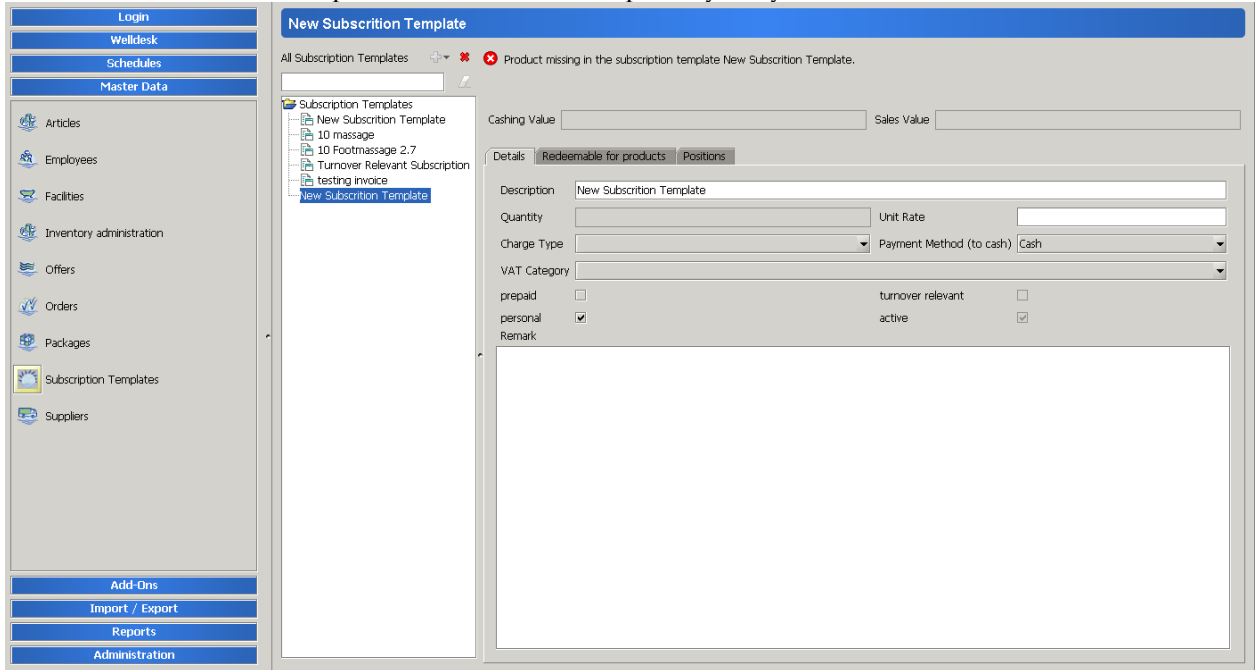 Login
Welldesk
Schedules
Master Data
Articles
Employees
Facilities
Inventory administration
Offers
Orders
Packages
Subscription Templates
Suppliers
Add-Ons
Import / Export
Reports
Administration
New Subscrition Template
All Subscription Templates
Product missing in the subscription template New Subscrition Template.
Subscription Templates
New Subscrition Template
10 massage
10 Footmassage 2.7
Turnover Relevant Subscription
testing invoice
New Subscrition Template
Cashing Value Sales Value
Details Redeemable for products Positions
Description New Subscrition Template
Quantity Unit Rate
Charge Type Payment Method (to cash) Cash
VAT Category
prepaid turnover relevant
personal active
Remark